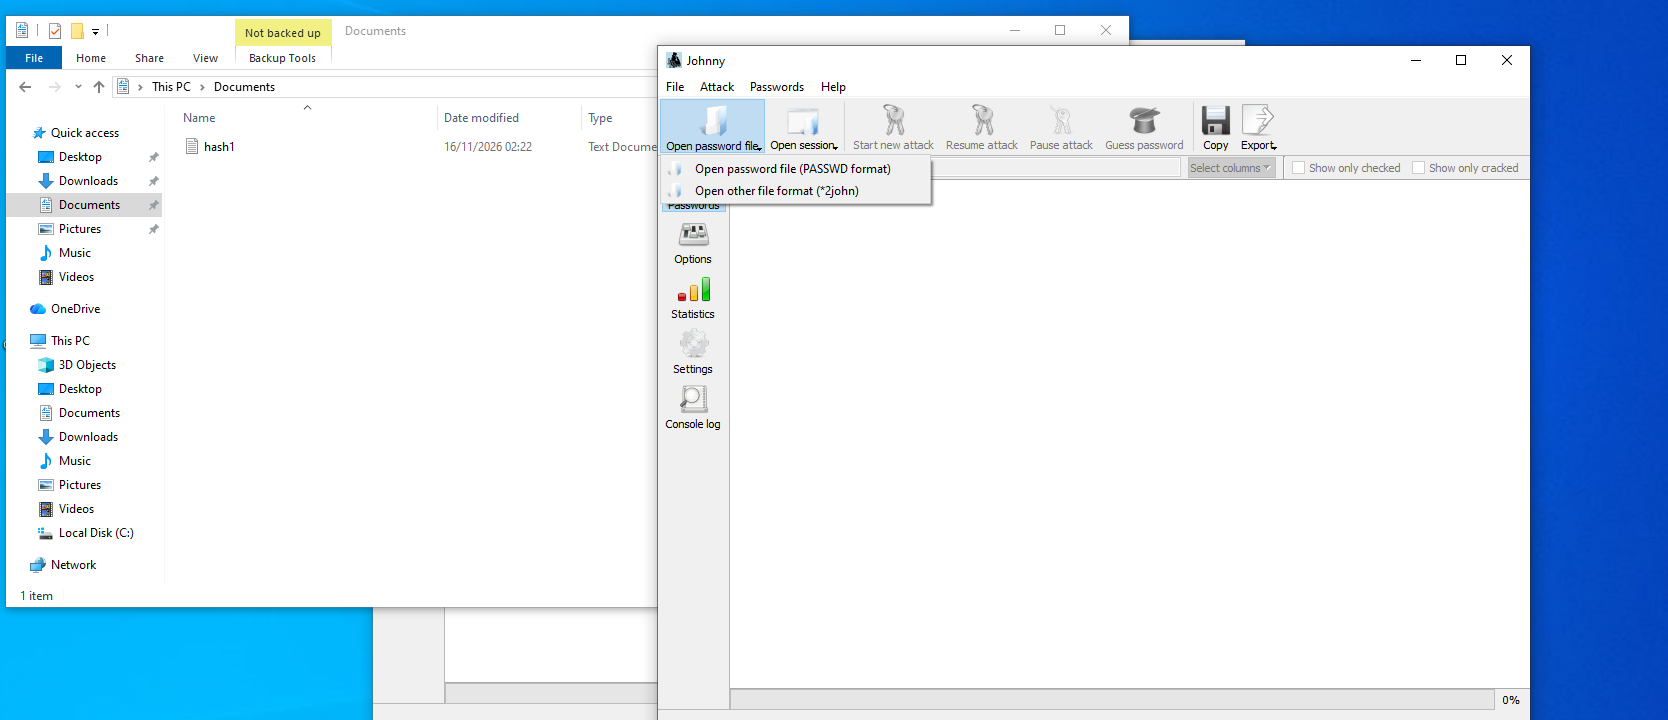 Not backed up
Documents
File
Home
Share
View
Backup Tools
This PC
Documents
Name
Date modified
Type
hash1
16/11/2026 02:22
Text Docume
Quick access
Desktop
Downloads
Documents
Pictures
Music
Videos
OneDrive
This PC
3D Objects
Desktop
Documents
Downloads
Music
Pictures
Videos
Local Disk (C:)
Network
1 item
Johnny
File
Attack
Passwords
Help
Open password file
Open session
Start new attack
Resume attack
Pause attack
Guess password
Copy
Export
Open password file (PASSWD format)
Open other file format (*2john)
Select columns
Show only checked
Show only cracked
Passwords
Options
Statistics
Settings
Console log
0%